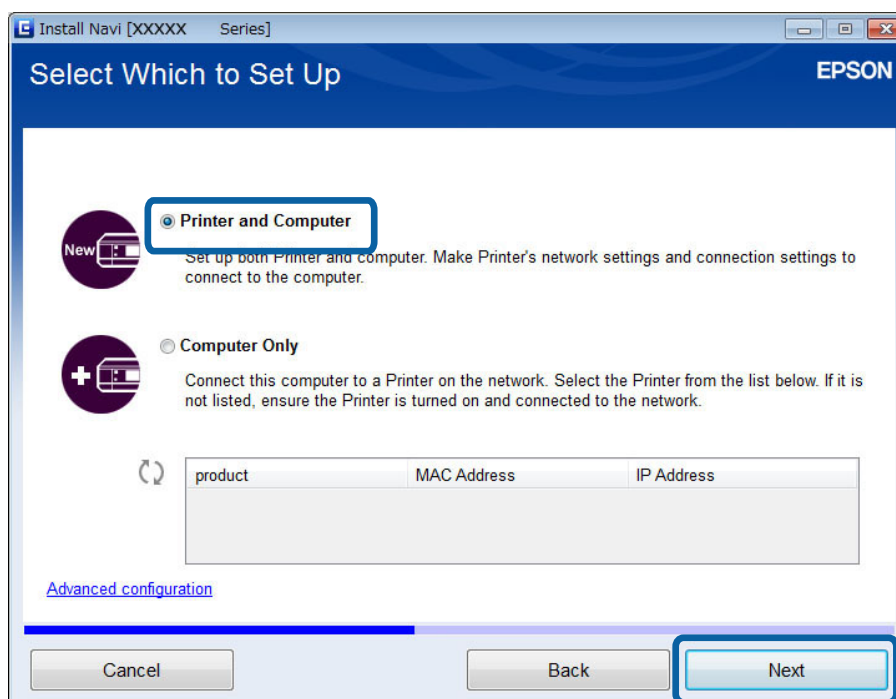 Install Navi [XXXXX Series]
Select Which to Set Up
EPSON
New
Printer and Computer
Set up both Printer and computer. Make Printer's network settings and connection settings to
connect to the computer.
Computer Only
Connect this computer to a Printer on the network. Select the Printer from the list below. If it is
not listed, ensure the Printer is turned on and connected to the network.
product MAC Address IP Address
Advanced configuration
Cancel Back Next